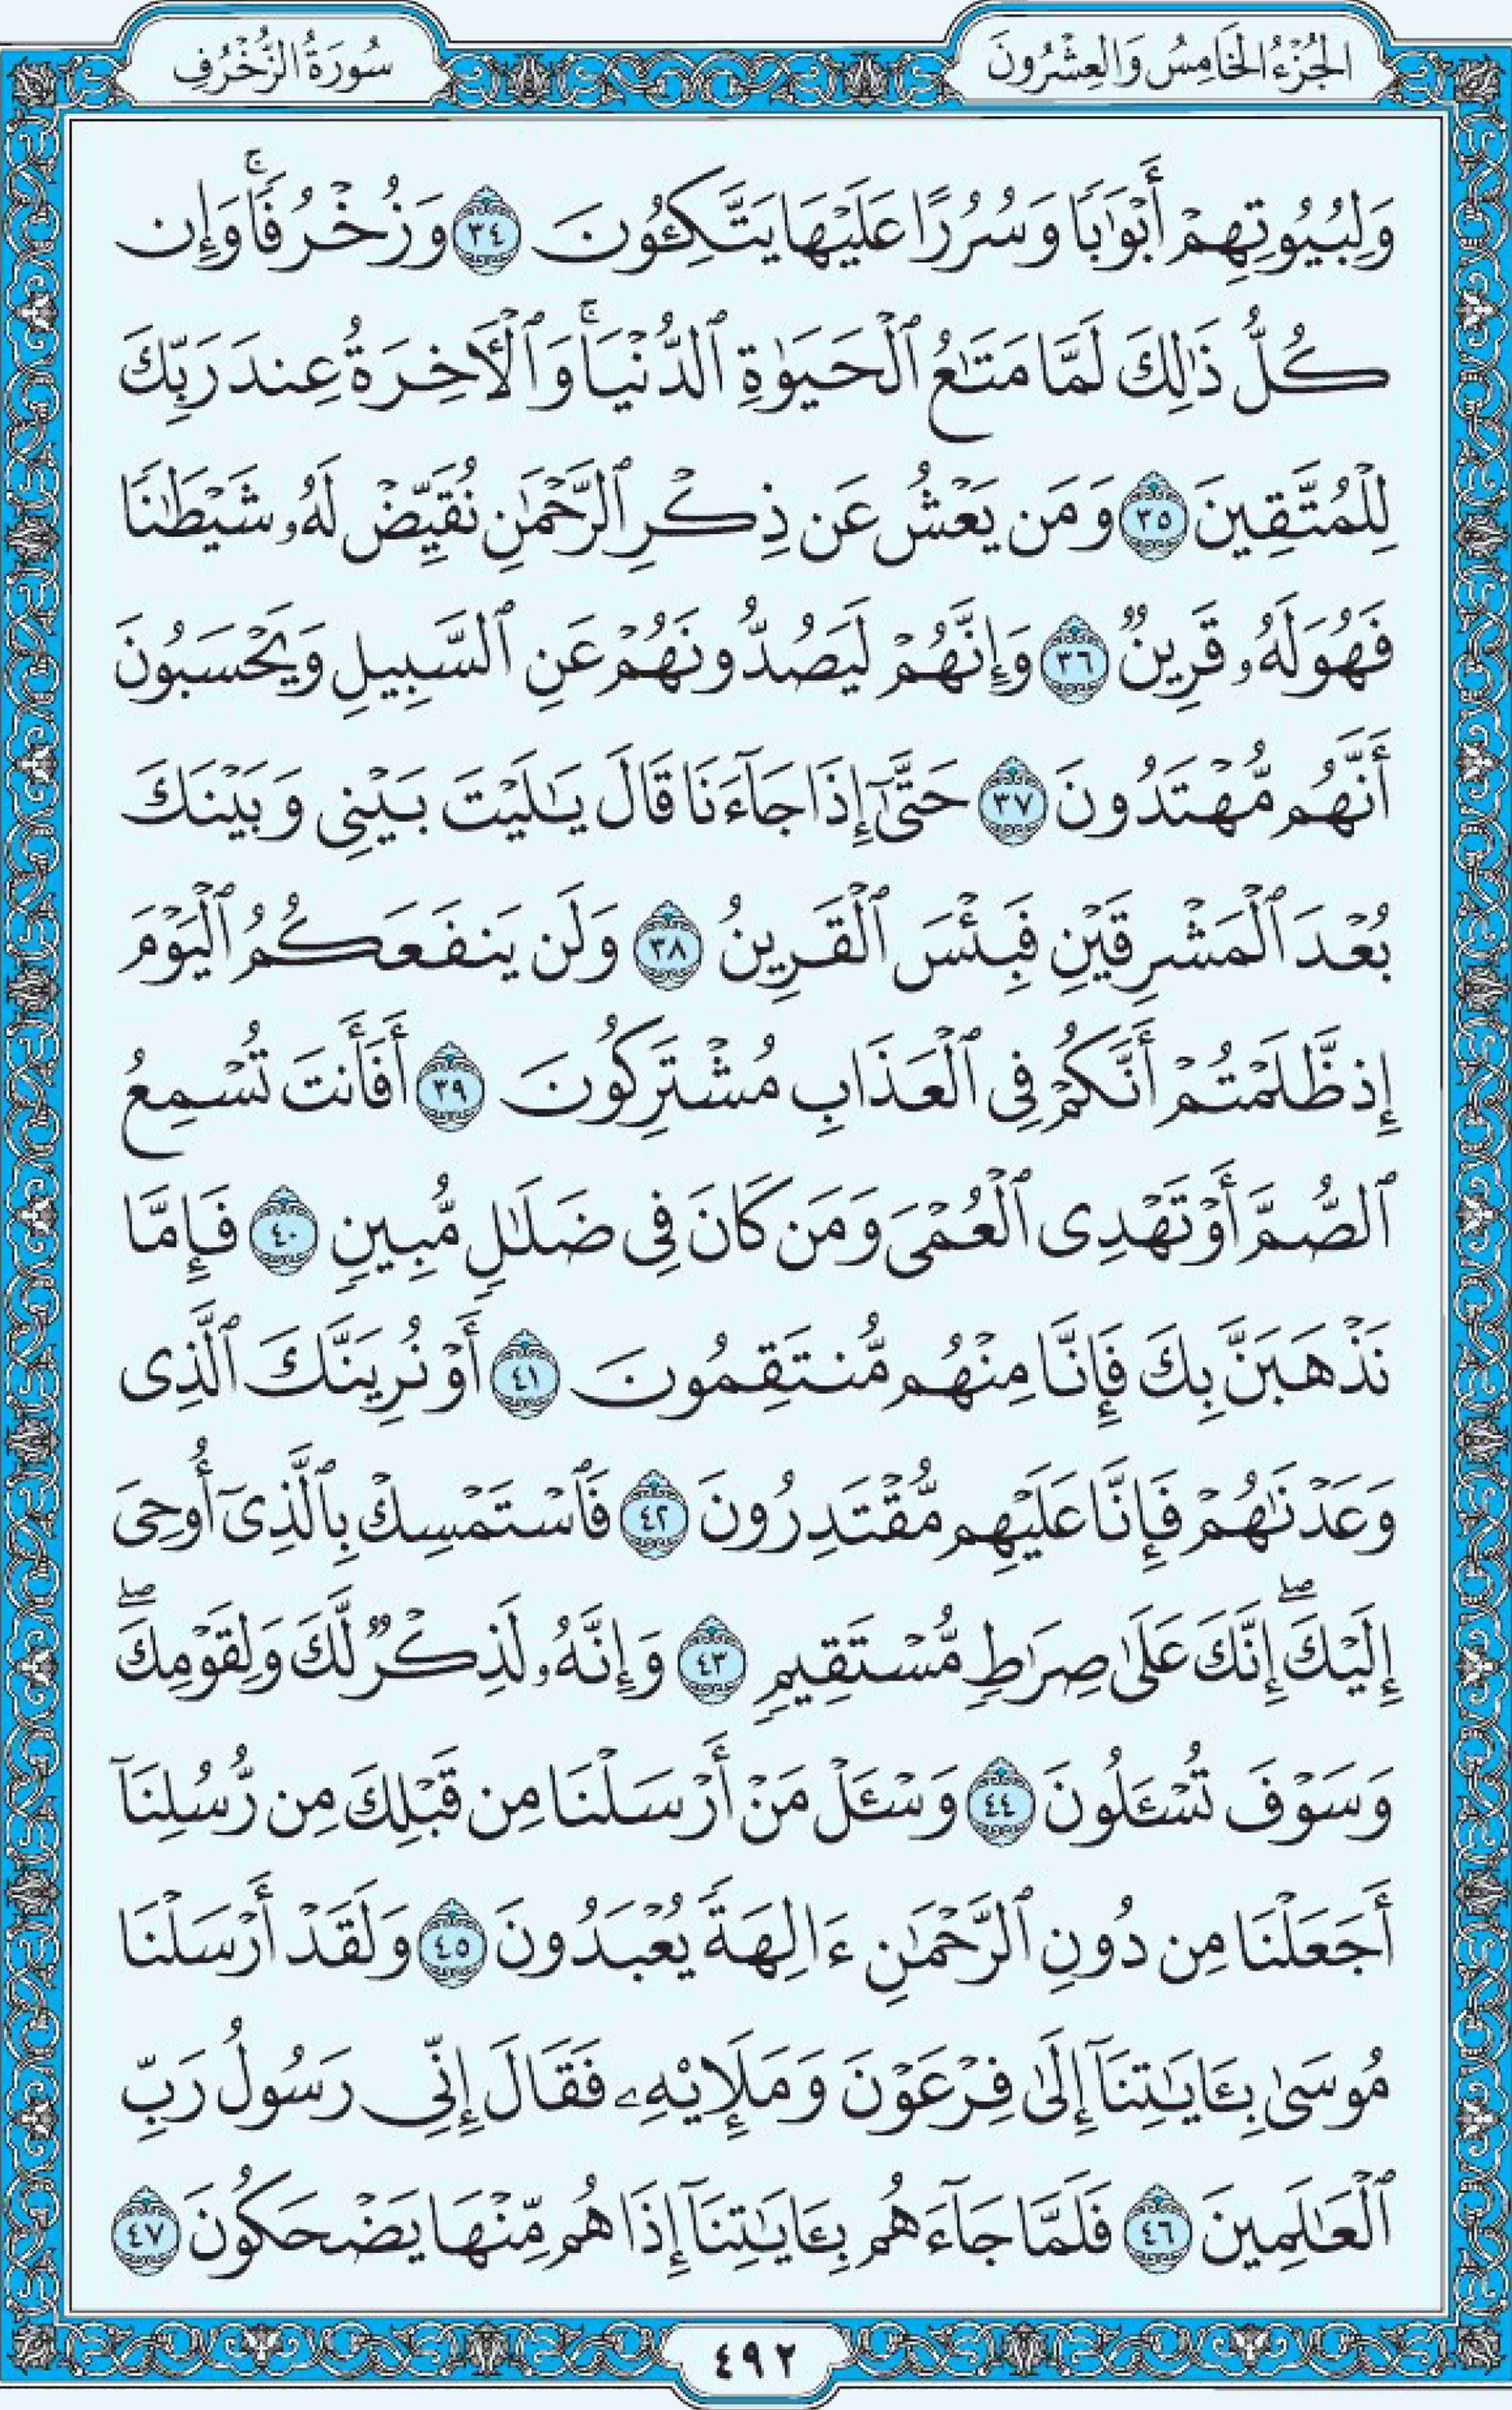 الجُزْءُ الخَامِسُ وَالعِشْرُونَ
سُورَةُ الزُّخْرُفِ
وَلِبُيُوتِهِمْ أَبْوَٰبًا وَسُرُرًا عَلَيْهَا يَتَّكِـُٔونَ ٣٤ وَزُخْرُفًا ۚ وَإِن
كُلُّ ذَٰلِكَ لَمَّا مَتَـٰعُ ٱلْحَيَوٰةِ ٱلدُّنْيَا ۚ وَٱلْـَٔاخِرَةُ عِندَ رَبِّكَ
لِلْمُتَّقِينَ ٣٥ وَمَن يَعْشُ عَن ذِكْرِ ٱلرَّحْمَـٰنِ نُقَيِّضْ لَهُۥ شَيْطَـٰنًا
فَهُوَ لَهُۥ قَرِينٌ ٣٦ وَإِنَّهُمْ لَيَصُدُّونَهُمْ عَنِ ٱلسَّبِيلِ وَيَحْسَبُونَ
أَنَّهُم مُّهْتَدُونَ ٣٧ حَتَّىٰٓ إِذَا جَآءَنَا قَالَ يَـٰلَيْتَ بَيْنِى وَبَيْنَكَ
بُعْدَ ٱلْمَشْرِقَيْنِ فَبِئْسَ ٱلْقَرِينُ ٣٨ وَلَن يَنفَعَكُمُ ٱلْيَوْمَ
إِذ ظَّلَمْتُمْ أَنَّكُمْ فِى ٱلْعَذَابِ مُشْتَرِكُونَ ٣٩ أَفَأَنتَ تُسْمِعُ
ٱلصُّمَّ أَوْ تَهْدِى ٱلْعُمْىَ وَمَن كَانَ فِى ضَلَـٰلٍ مُّبِينٍ ٤٠ فَإِمَّا
نَذْهَبَنَّ بِكَ فَإِنَّا مِنْهُم مُّنتَقِمُونَ ٤١ أَوْ نُرِيَنَّكَ ٱلَّذِى
وَعَدْنَـٰهُمْ فَإِنَّا عَلَيْهِم مُّقْتَدِرُونَ ٤٢ فَٱسْتَمْسِكْ بِٱلَّذِىٓ أُوحِىَ
إِلَيْكَ ۖ إِنَّكَ عَلَىٰ صِرَٰطٍ مُّسْتَقِيمٍ ٤٣ وَإِنَّهُۥ لَذِكْرٌ لَّكَ وَلِقَوْمِكَ ۖ
وَسَوْفَ تُسْـَٔلُونَ ٤٤ وَسْـَٔلْ مَنْ أَرْسَلْنَا مِن قَبْلِكَ مِن رُّسُلِنَآ
أَجَعَلْنَا مِن دُونِ ٱلرَّحْمَـٰنِ ءَالِهَةً يُعْبَدُونَ ٤٥ وَلَقَدْ أَرْسَلْنَا
مُوسَىٰ بِـَٔايَـٰتِنَآ إِلَىٰ فِرْعَوْنَ وَمَلَإِي۟هِۦ فَقَالَ إِنِّى رَسُولُ رَبِّ
ٱلْعَـٰلَمِينَ ٤٦ فَلَمَّا جَآءَهُم بِـَٔايَـٰتِنَآ إِذَا هُم مِّنْهَا يَضْحَكُونَ ٤٧
٤٩٢